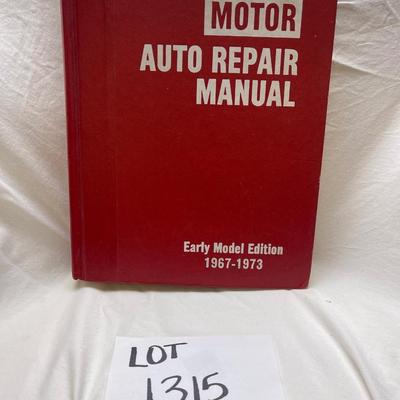 MOTOR
AUTO REPAIR
MANUAL
Early Model Edition
1967-1973
LOT
1315